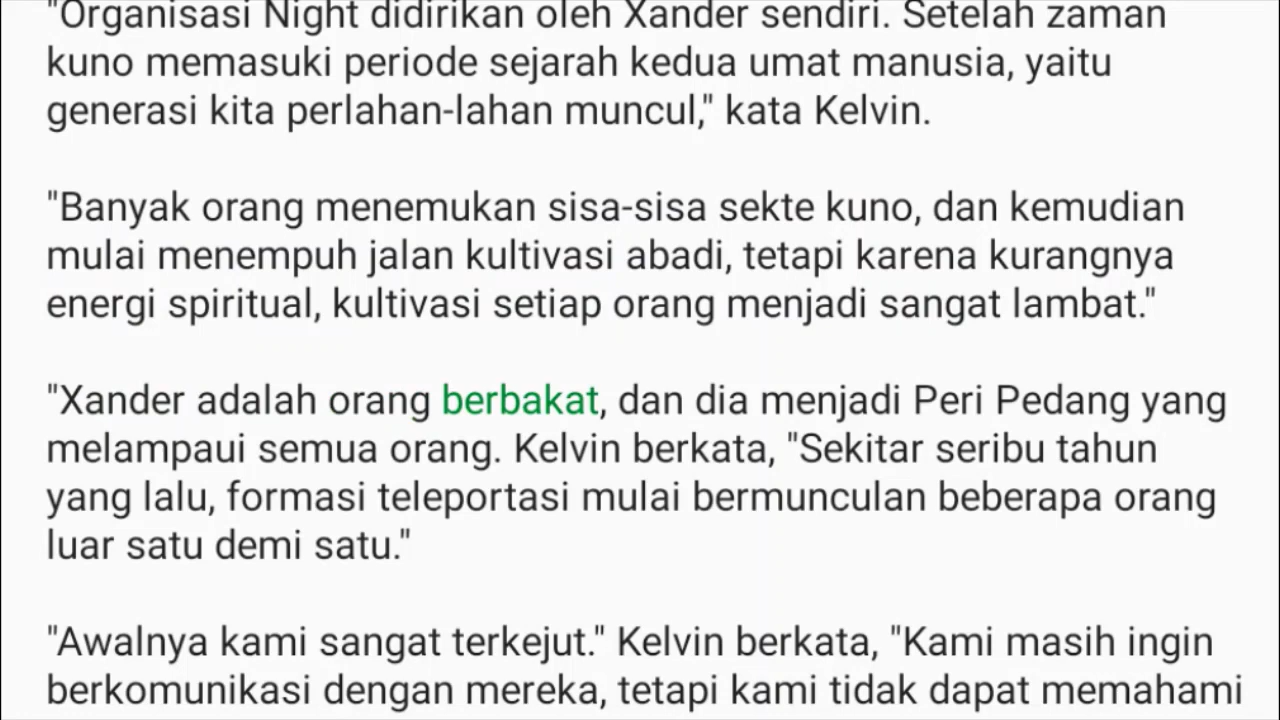 "Organisasi Night didirikan oleh Xander sendiri. Setelah zaman
kuno memasuki periode sejarah kedua umat manusia, yaitu
generasi kita perlahan-lahan muncul," kata Kelvin.
"Banyak orang menemukan sisa-sisa sekte kuno, dan kemudian
mulai menempuh jalan kultivasi abadi, tetapi karena kurangnya
energi spiritual, kultivasi setiap orang menjadi sangat lambat."
"Xander adalah orang berbakat, dan dia menjadi Peri Pedang yang
melampaui semua orang. Kelvin berkata, "Sekitar seribu tahun
yang lalu, formasi teleportasi mulai bermunculan beberapa orang
luar satu demi satu."
"Awalnya kami sangat terkejut." Kelvin berkata, "Kami masih ingin
berkomunikasi dengan mereka, tetapi kami tidak dapat memahami